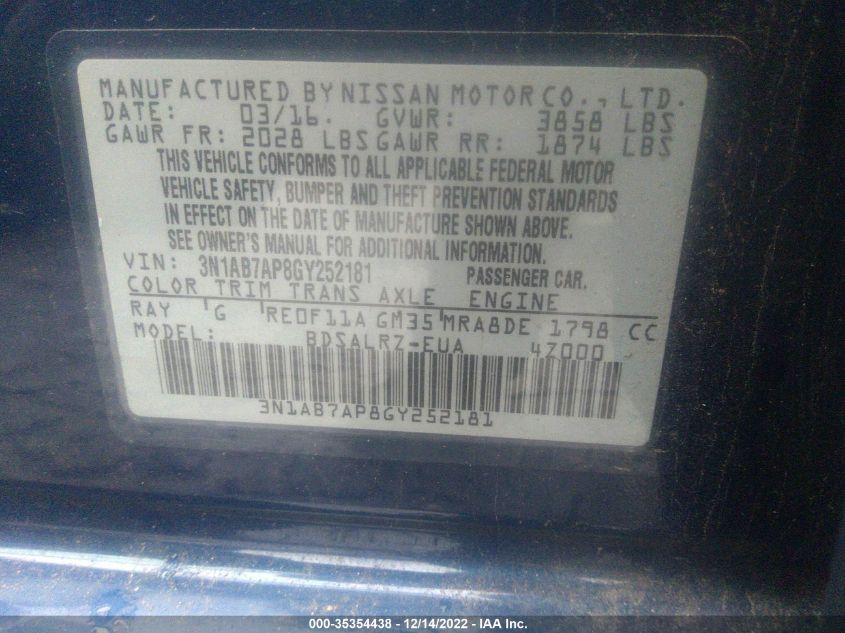 MANUFACTURED BY NISSAN MOTOR CO., LTD.
DATE: 03/16. GVWR: 3858 LBS
GAWR FR: 2028 LBS GAWR RR: 1874 LBS
THIS VEHICLE CONFORMS TO ALL APPLICABLE FEDERAL MOTOR
VEHICLE SAFETY, BUMPER AND THEFT PREVENTION STANDARDS
IN EFFECT ON THE DATE OF MANUFACTURE SHOWN ABOVE.
SEE OWNER'S MANUAL FOR ADDITIONAL INFORMATION.
VIN: 3N1AB7AP8GY252181 PASSENGER CAR.
COLOR TRIM TRANS AXLE ENGINE
RAY G RE0F11A GM35 MRA8DE 1798 CC
MODEL: BDSALRZ-EUA 4Z000
3N1AB7AP8GY252181
000-35354438 - 12/14/2022 - IAA Inc.